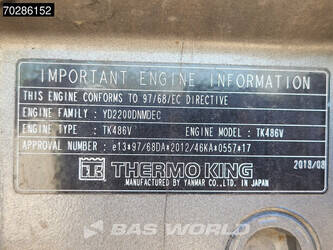 70286152
IMPORTANT ENGINE INFORMATION
THIS ENGINE CONFORMS TO 97/68/EC DIRECTIVE
ENGINE FAMILY : YD2200DNMDEC
ENGINE TYPE : TK486V ENGINE MODEL: TK486V
APPROVAL NUMBER : e13*97/68DA*2012/46KA*0557*17
THERMO KING 2018/08
MANUFACTURED BY YANMAR CO., LTD. IN JAPAN
BAS WORLD